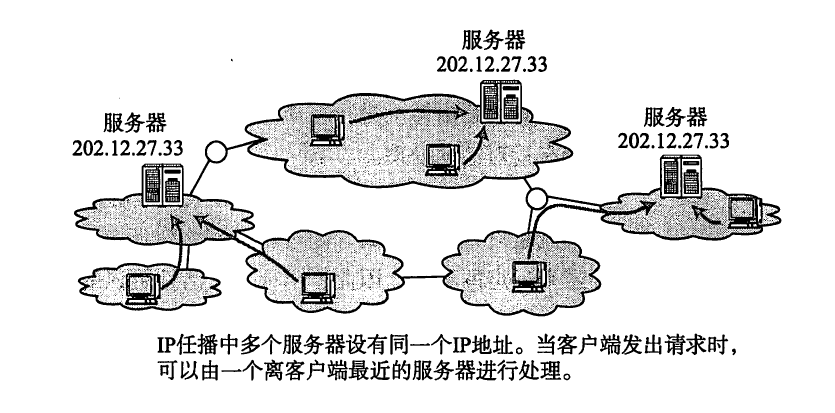 服务器
202.12.27.33
服务器
202.12.27.33
服务器
202.12.27.33
IP任播中多个服务器设有同一个IP地址。当客户端发出请求时，
可以由一个离客户端最近的服务器进行处理。